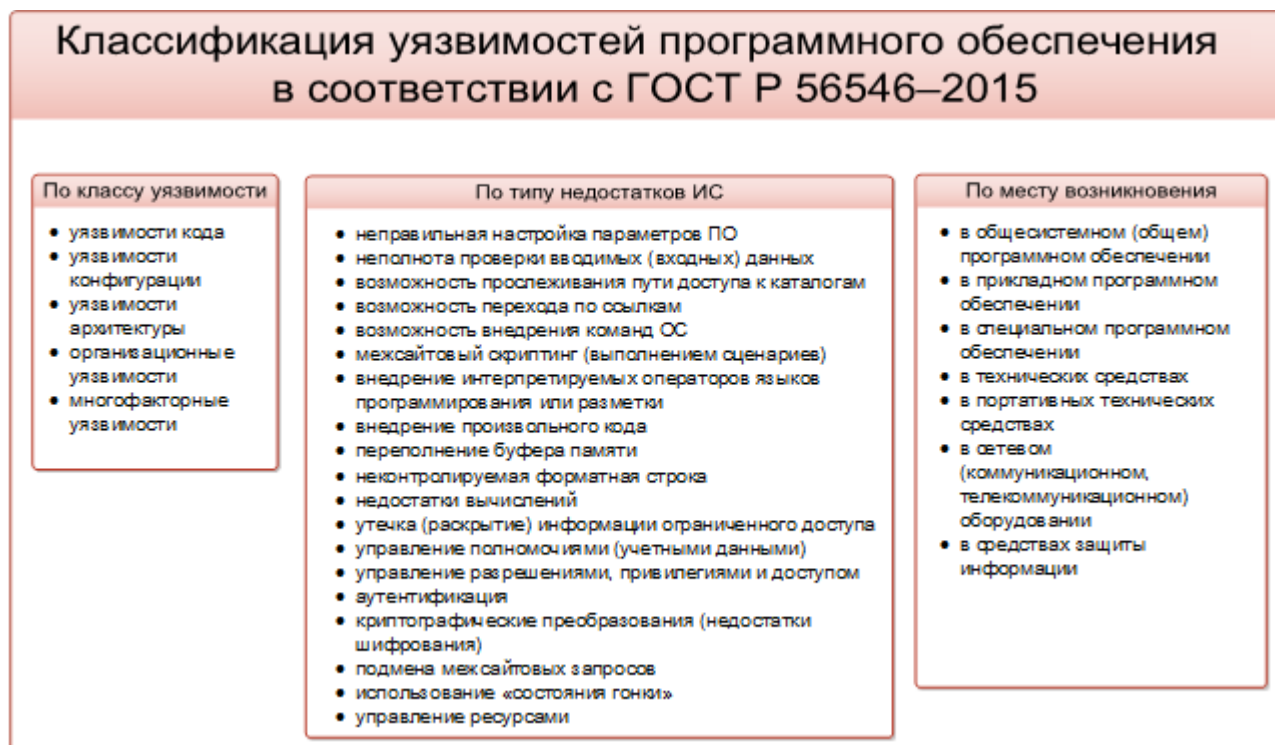 Классификация уязвимостей программного обеспечения
в соответствии с ГОСТ Р 56546–2015
По классу уязвимости
• уязвимости кода
• уязвимости
конфигурации
• уязвимости
архитектуры
• организационные
уязвимости
• многофакторные
уязвимости
По типу недостатков ИС
• неправильная настройка параметров ПО
• неполнота проверки вводимых (входных) данных
• возможность прослеживания пути доступа к каталогам
• возможность перехода по ссылкам
• возможность внедрения команд ОС
• межсайтовый скриптинг (выполнением сценариев)
• внедрение интерпретируемых операторов языков
программирования или разметки
• внедрение произвольного кода
• переполнение буфера памяти
• неконтролируемая форматная строка
• недостатки вычислений
• утечка (раскрытие) информации ограниченного доступа
• управление полномочиями (учетными данными)
• управление разрешениями, привилегиями и доступом
• аутентификация
• криптографические преобразования (недостатки
шифрования)
• подмена межсайтовых запросов
• использование «состояния гонки»
• управление ресурсами
По месту возникновения
• в общесистемном (общем)
программном обеспечении
• в прикладном программном
обеспечении
• в специальном программном
обеспечении
• в технических средствах
• в портативных технических
средствах
• в сетевом
(коммуникационном,
телекоммуникационном)
оборудовании
• в средствах защиты
информации